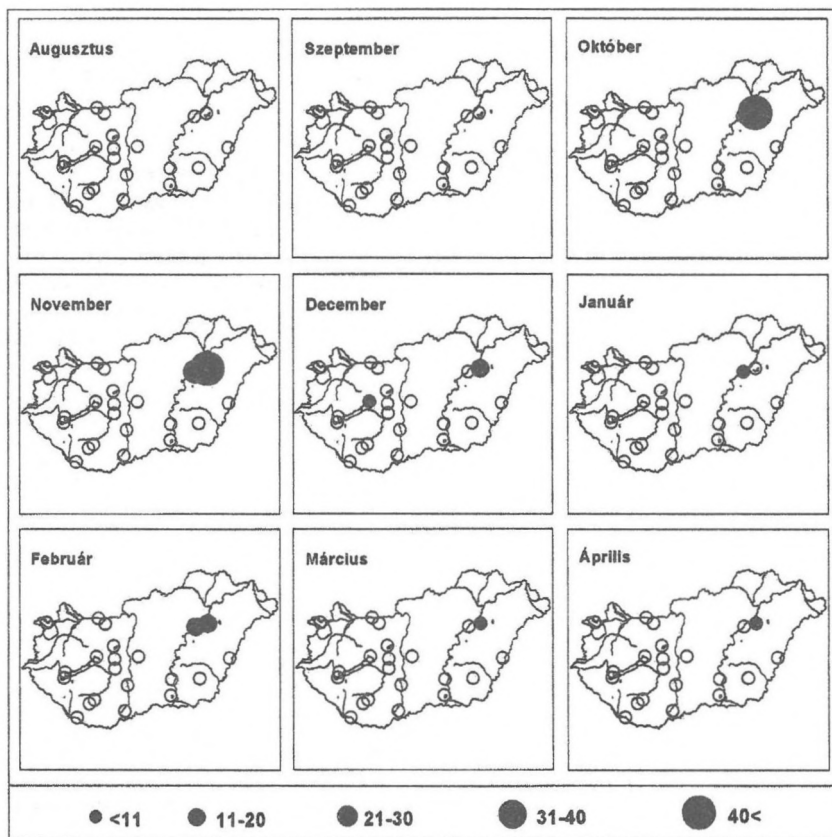 Augusztus
Szeptember
Október
November
December
Január
Február
Március
Április
<11
11-20
21-30
31-40
40<